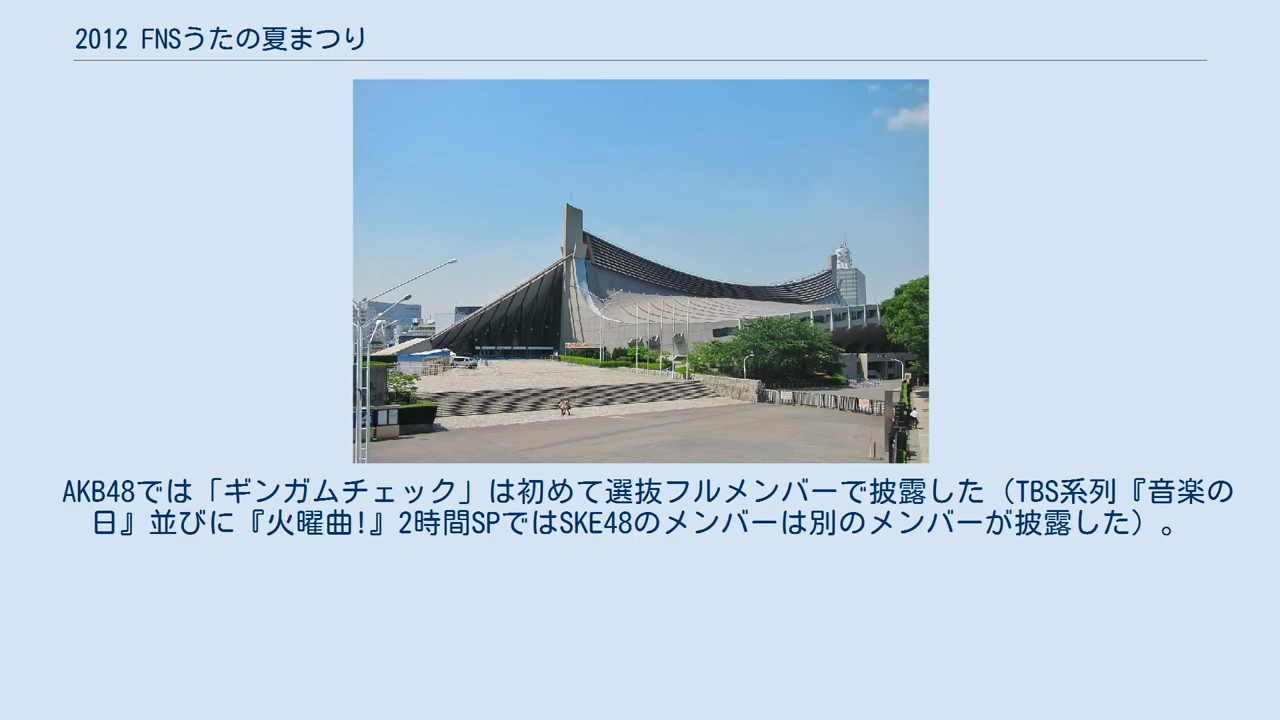 2012 FNSうたの夏まつり
AKB48では「ギンガムチェック」は初めて選抜フルメンバーで披露した（TBS系列『音楽の
日』並びに『火曜曲!』2時間SPではSKE48のメンバーは別のメンバーが披露した）。